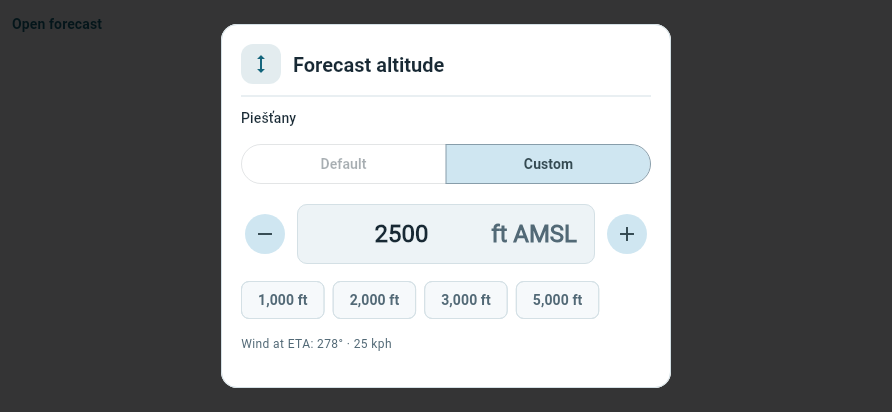 Open forecast
Forecast altitude
Piešťany
Default
Custom
2500 ft AMSL
1,000 ft
2,000 ft
3,000 ft
5,000 ft
Wind at ETA: 278° · 25 kph